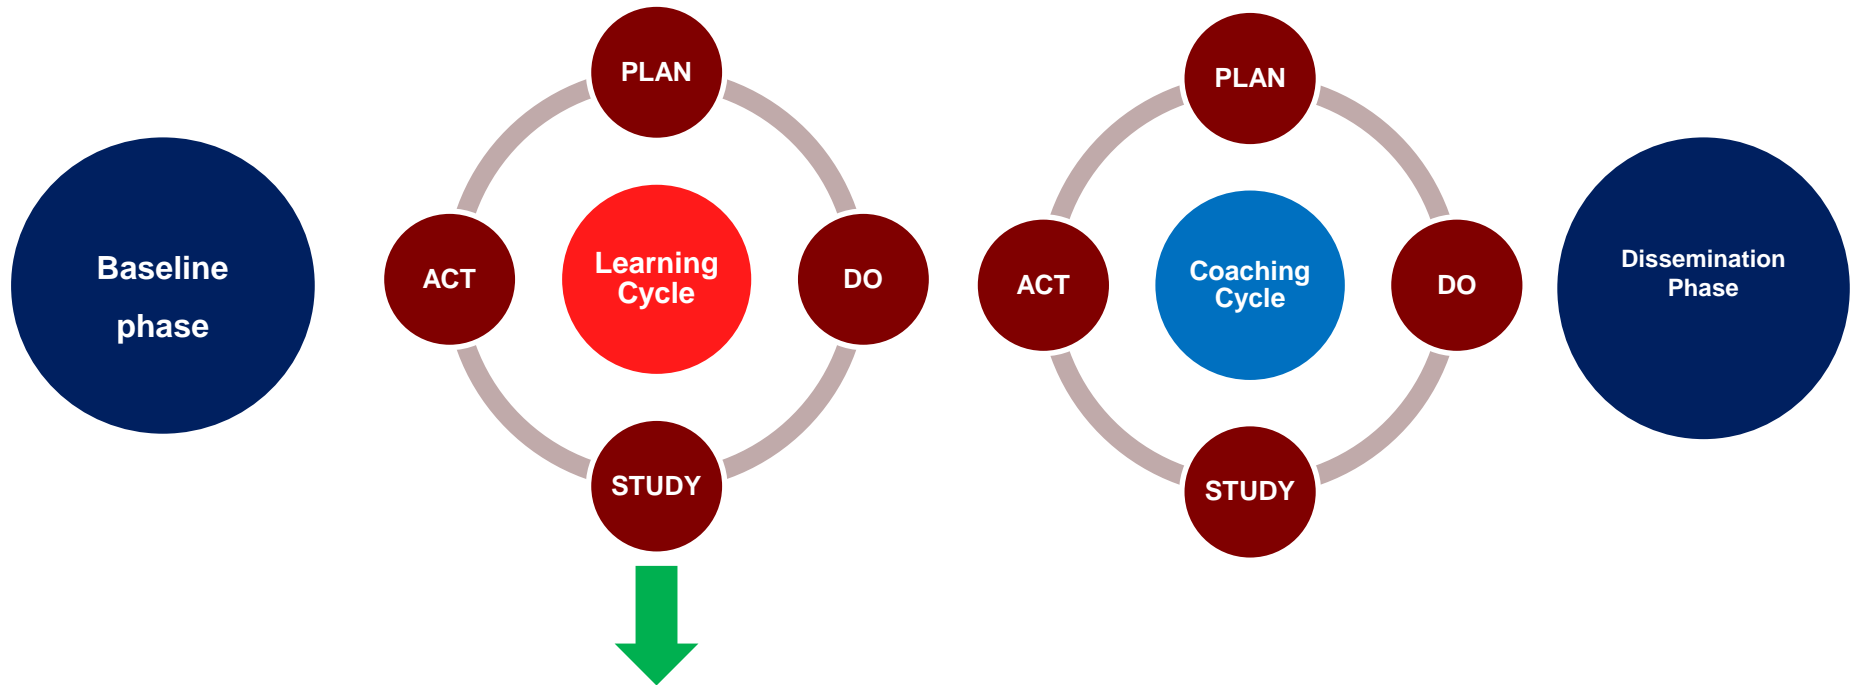 Baseline
phase
PLAN
ACT
Learning
Cycle
DO
STUDY
PLAN
ACT
Coaching
Cycle
DO
STUDY
Dissemination
Phase